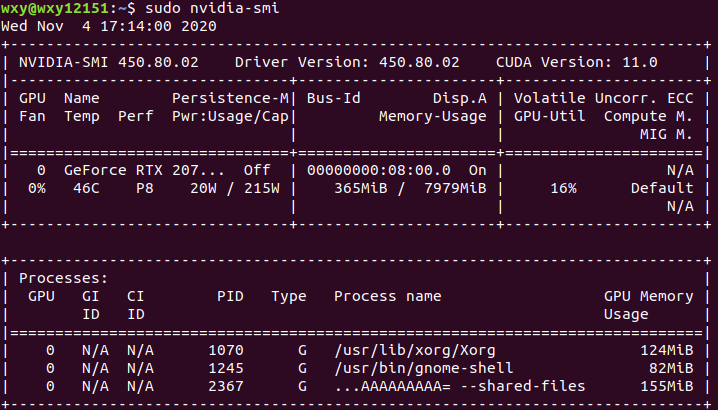 wxy@wxy12151:~$ sudo nvidia-smi
Wed Nov  4 17:14:00 2020
+-----------------------------------------------------------------------------+
| NVIDIA-SMI 450.80.02    Driver Version: 450.80.02    CUDA Version: 11.0     |
|-------------------------------+----------------------+----------------------+
| GPU  Name        Persistence-M| Bus-Id        Disp.A | Volatile Uncorr. ECC |
| Fan  Temp  Perf  Pwr:Usage/Cap|         Memory-Usage | GPU-Util  Compute M. |
|                               |                      |               MIG M. |
|===============================+======================+======================|
|   0  GeForce RTX 207...  Off  | 00000000:08:00.0  On |                  N/A |
|  0%   46C    P8    20W / 215W |    365MiB /  7979MiB |     16%      Default |
|                               |                      |                  N/A |
+-------------------------------+----------------------+----------------------+

+-----------------------------------------------------------------------------+
| Processes:                                                                  |
|  GPU   GI   CI        PID   Type   Process name                  GPU Memory |
|        ID   ID                                                   Usage      |
|=============================================================================|
|    0   N/A  N/A      1070      G   /usr/lib/xorg/Xorg                124MiB |
|    0   N/A  N/A      1245      G   /usr/bin/gnome-shell               82MiB |
|    0   N/A  N/A      2367      G   ...AAAAAAAAA= --shared-files      155MiB |
+-----------------------------------------------------------------------------+